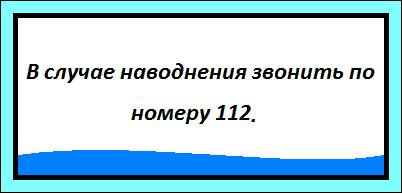 В случае наводнения звонить по
номеру 112.